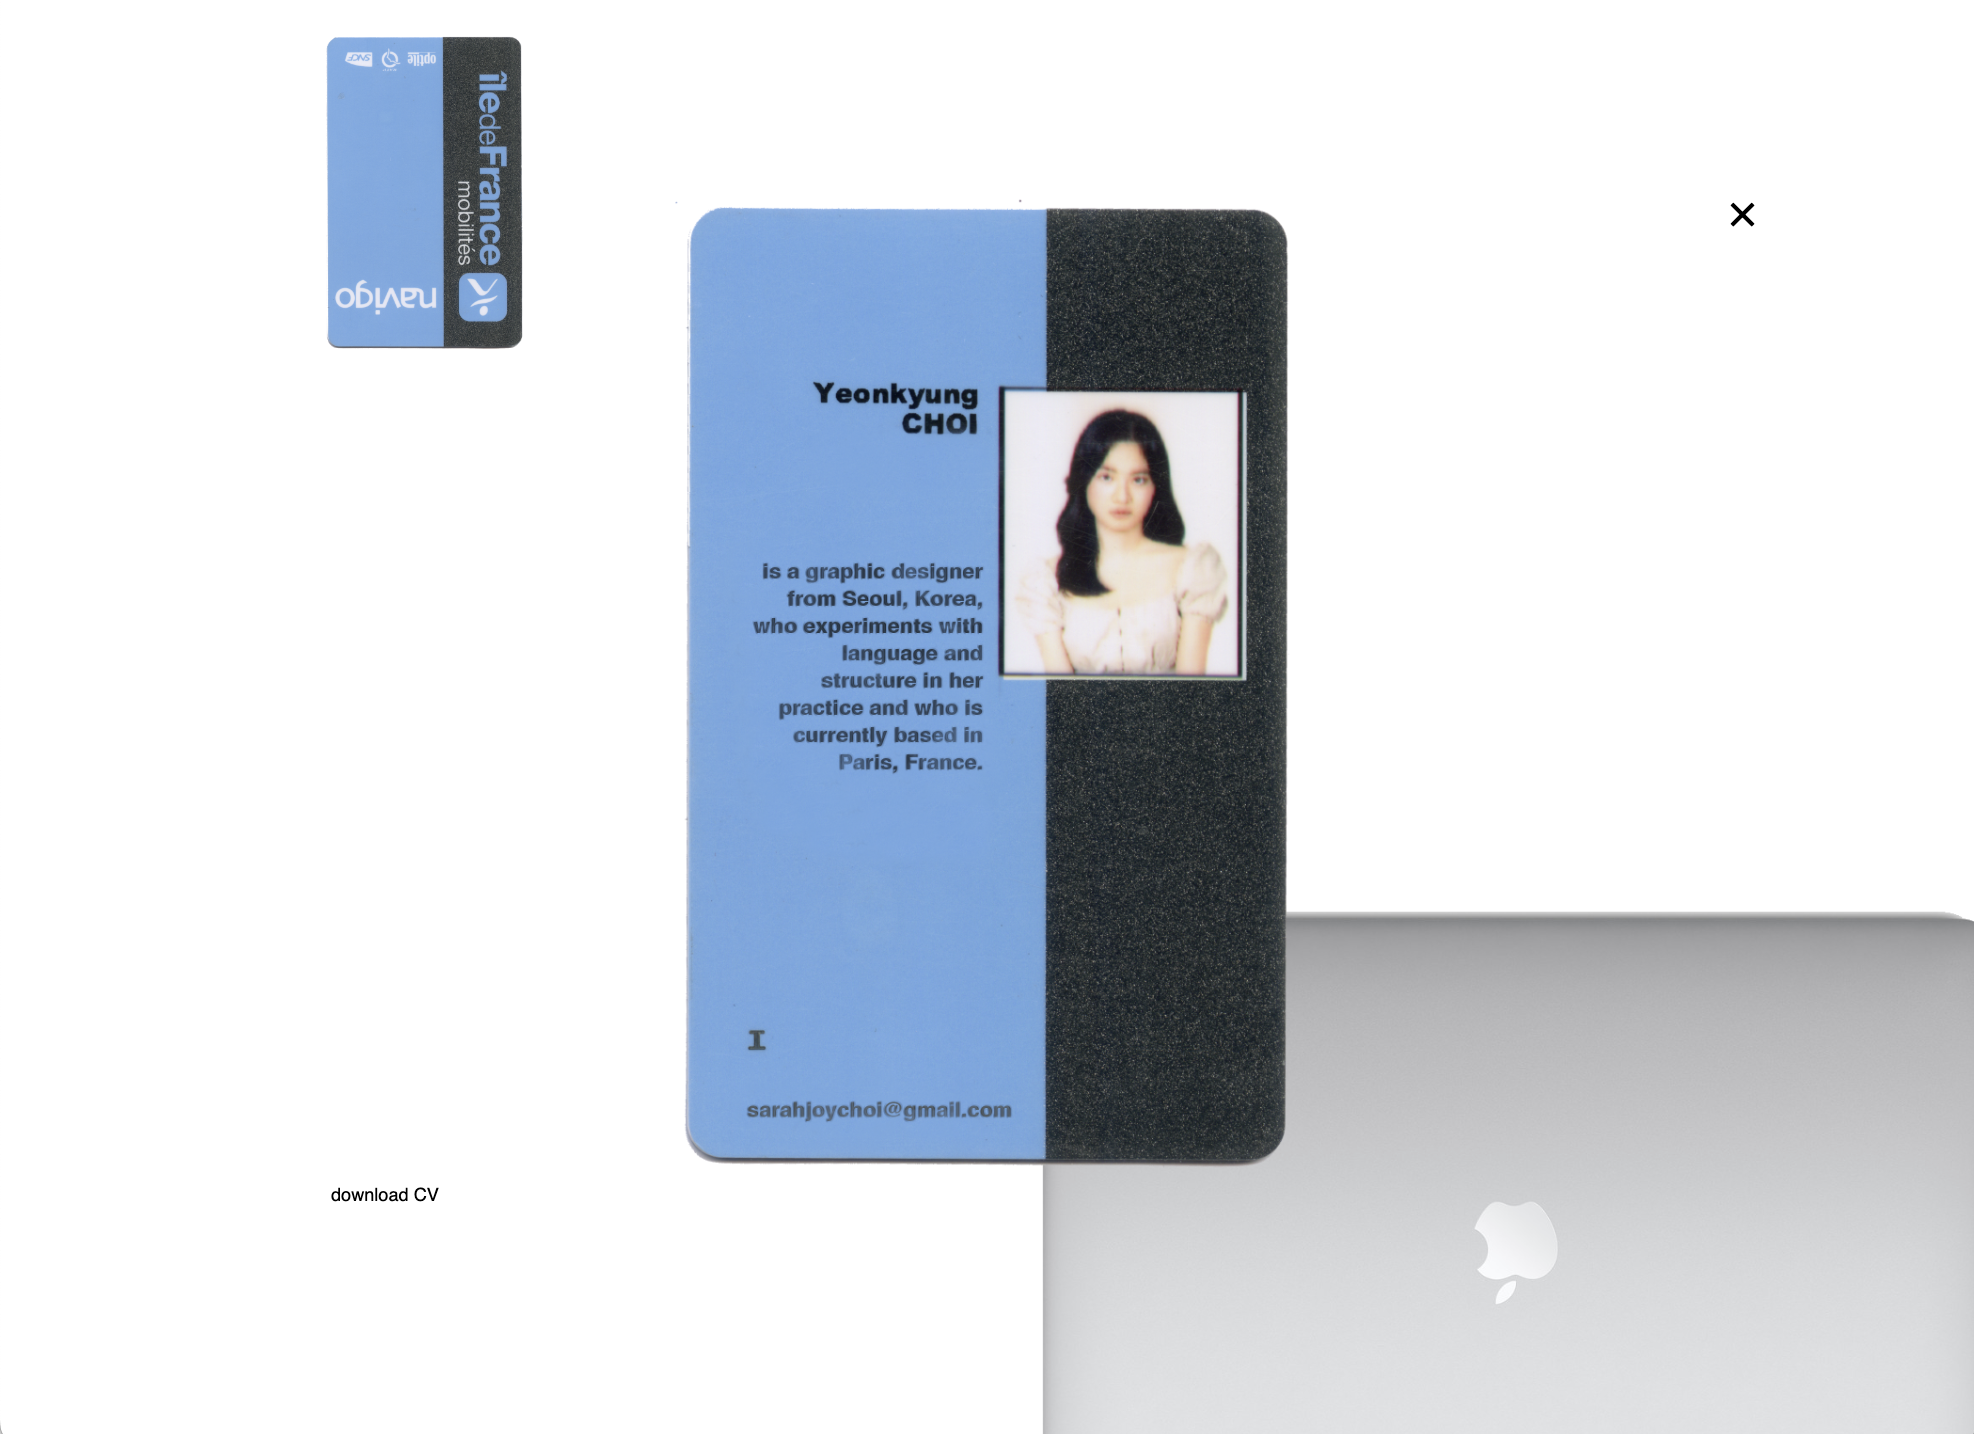 SNCF
optile
îledeFrance
mobilités
navigo
Yeonkyung
CHOI
is a graphic designer
from Seoul, Korea,
who experiments with
language and
structure in her
practice and who is
currently based in
Paris, France.
I
sarahjoychoi@gmail.com
download CV